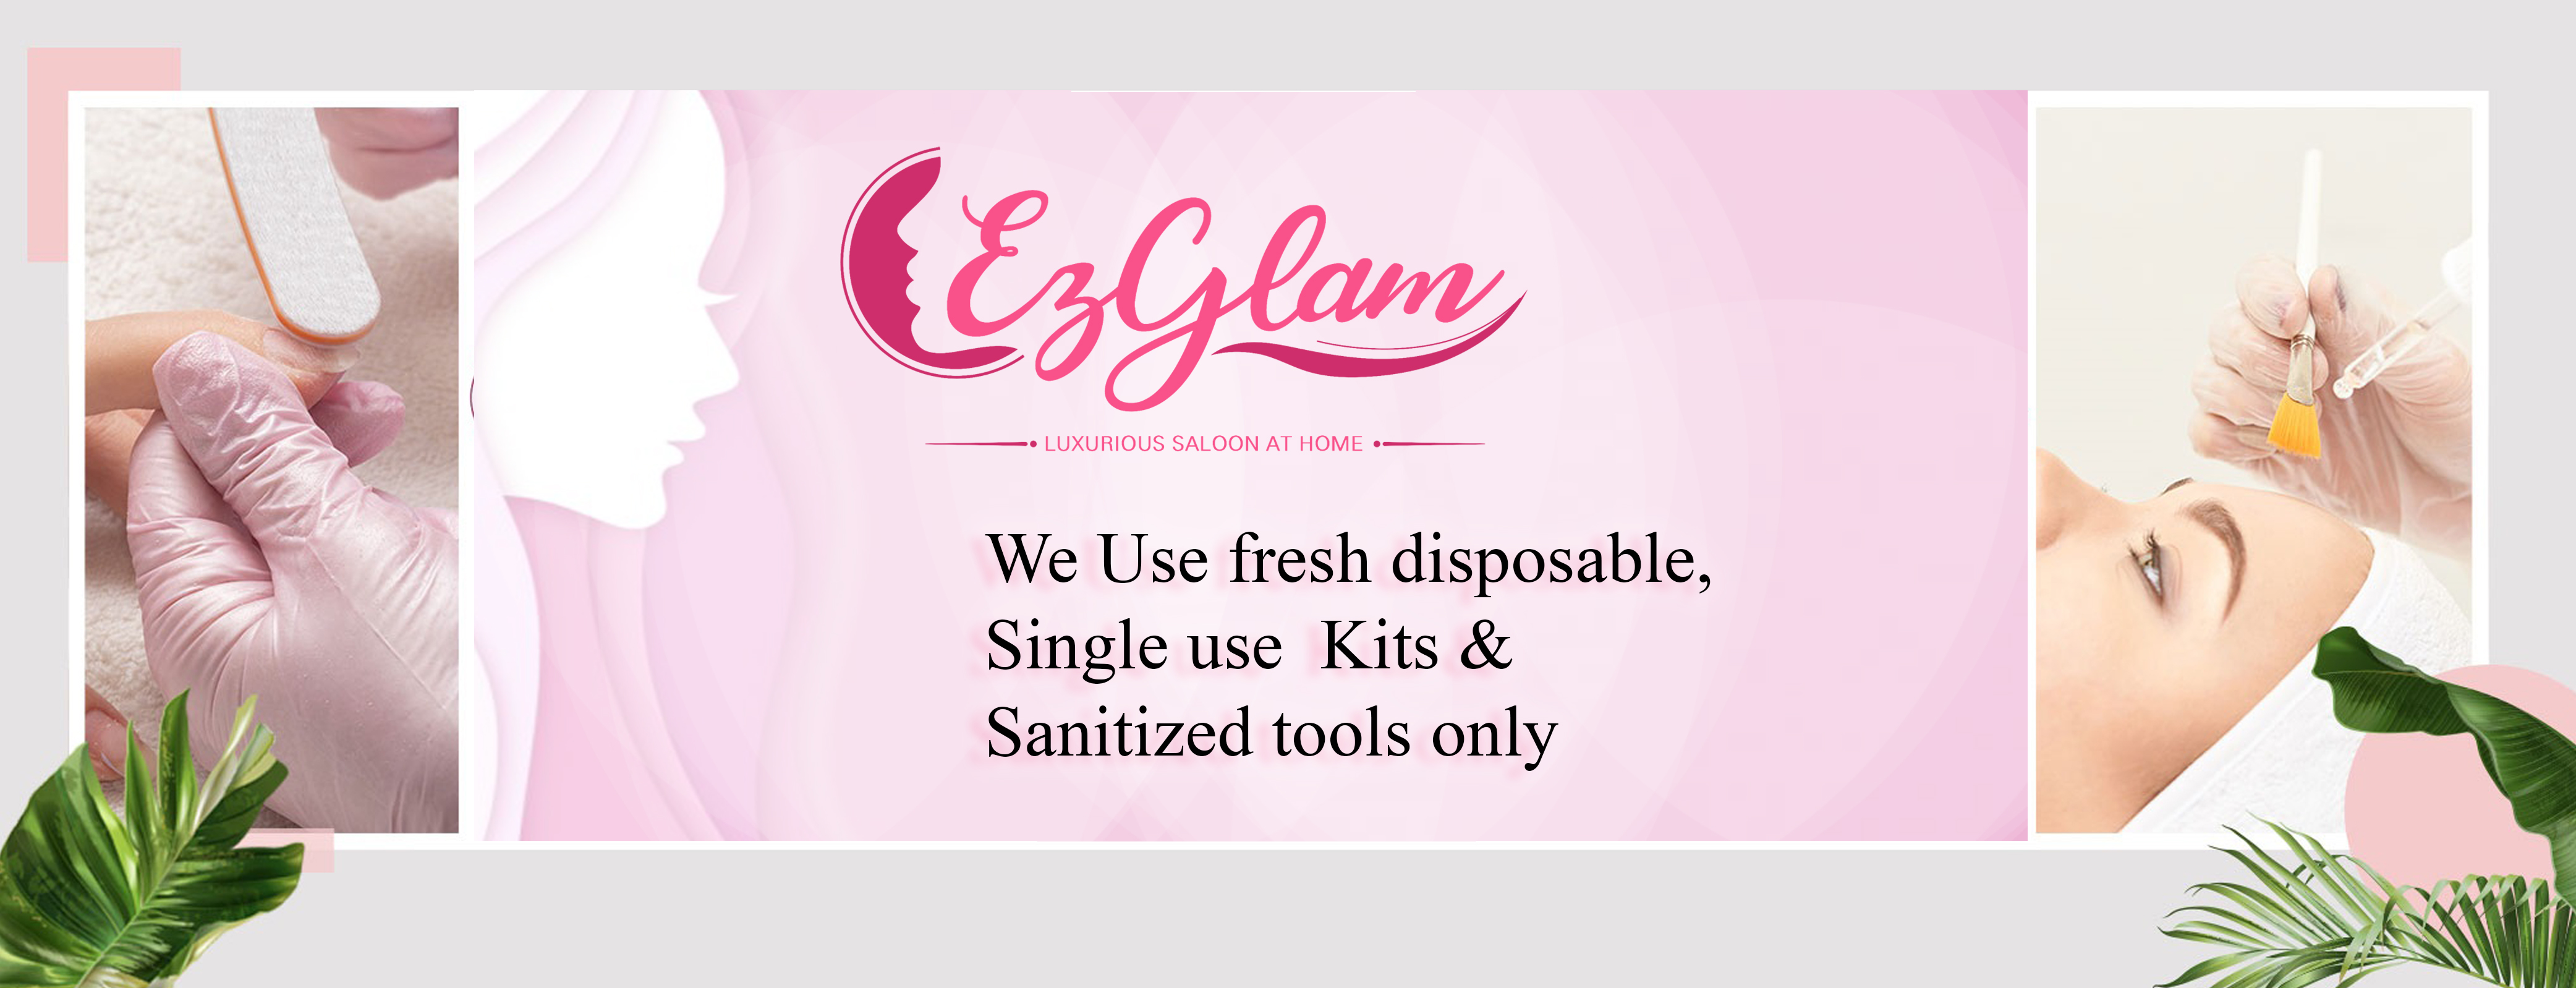 EzGlam
LUXURIOUS SALOON AT HOME
We Use fresh disposable,
Single use  Kits &
Sanitized tools only